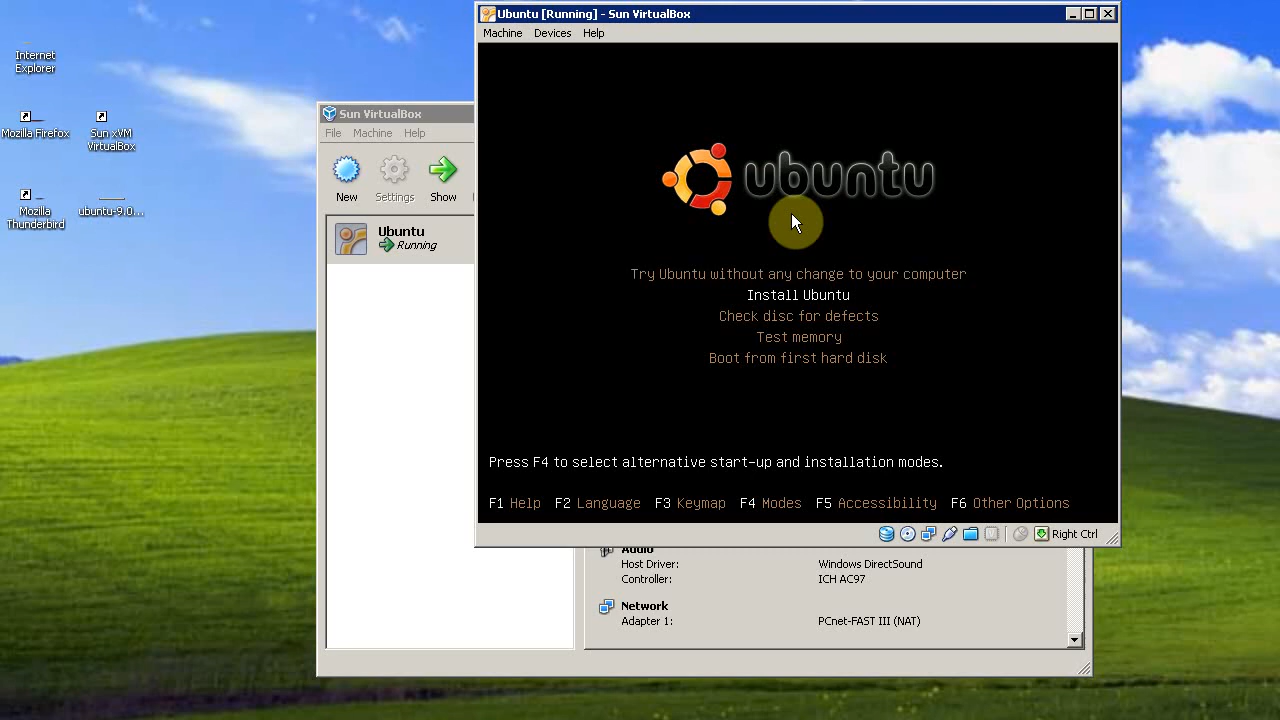 Internet
Explorer
Mozilla Firefox
Sun xVM
VirtualBox
Mozilla
Thunderbird
ubuntu-9.0...
Sun VirtualBox
File Machine Help
New Settings Show
Ubuntu
Running
Ubuntu [Running] - Sun VirtualBox
Machine Devices Help
ubuntu
Try Ubuntu without any change to your computer
Install Ubuntu
Check disc for defects
Test memory
Boot from first hard disk
Press F4 to select alternative start-up and installation modes.
F1 Help F2 Language F3 Keymap F4 Modes F5 Accessibility F6 Other Options
Right Ctrl
Audio
Host Driver: Windows DirectSound
Controller: ICH AC97
Network
Adapter 1: PCnet-FAST III (NAT)